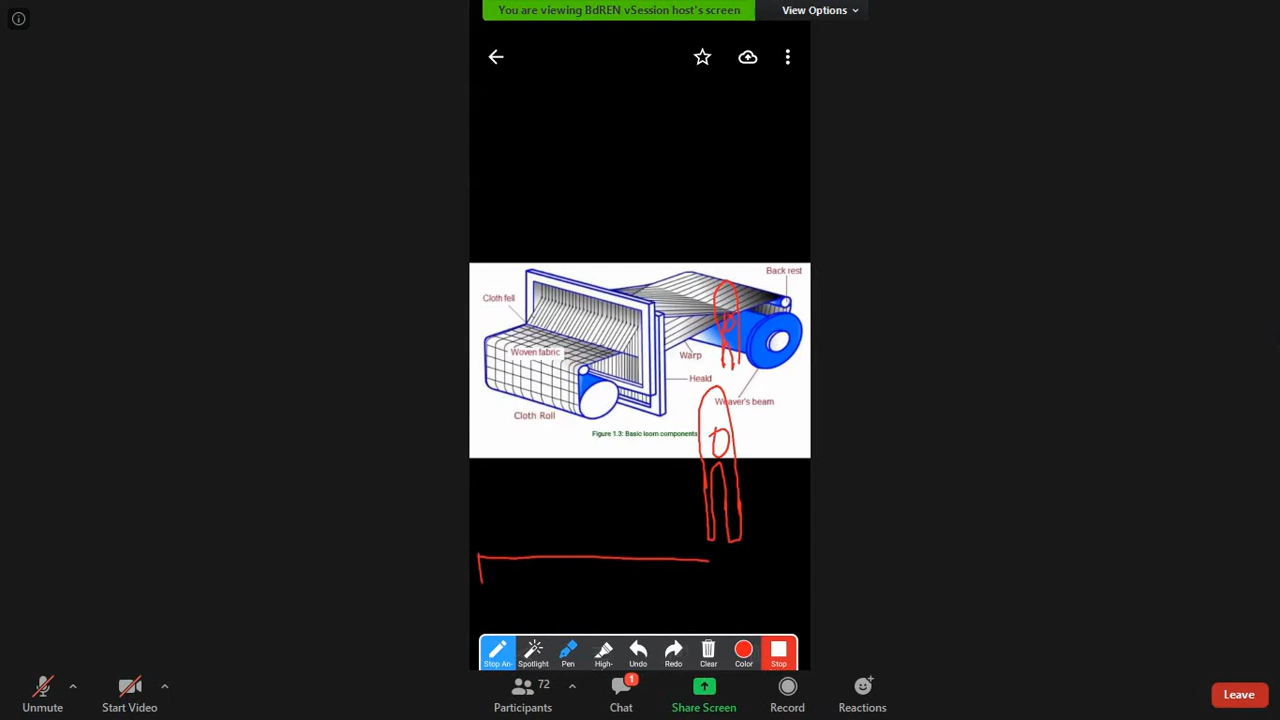 You are viewing BdREN vSession host's screen
View Options
Back rest
Cloth fell
Woven fabric
Warp
Heald
Weaver's beam
Cloth Roll
Figure 1.3: Basic loom components
Stop An-
Spotlight
Pen
High-
Undo
Redo
Clear
Color
Stop
Unmute
Start Video
72
Participants
1
Chat
Share Screen
Record
Reactions
Leave